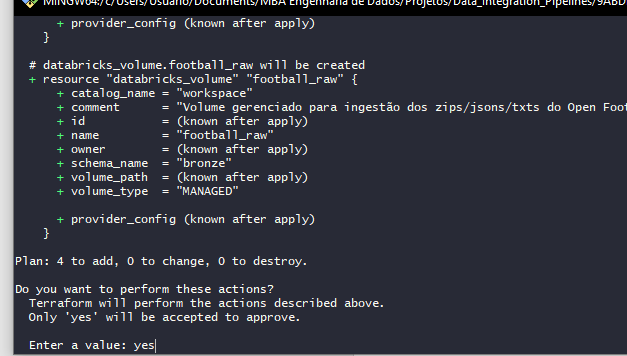 MINGW64:/c/Users/Usuario/Documents/MBA Engenharia de Dados/Projetos/Data_Integration_Pipelines/9ABD
+ provider_config (known after apply)
}
# databricks_volume.football_raw will be created
+ resource "databricks_volume" "football_raw" {
+ catalog_name = "workspace"
+ comment = "Volume gerenciado para ingestão dos zips/jsons/txts do Open Foot
+ id = (known after apply)
+ name = "football_raw"
+ owner = (known after apply)
+ schema_name = "bronze"
+ volume_path = (known after apply)
+ volume_type = "MANAGED"
+ provider_config (known after apply)
}
Plan: 4 to add, 0 to change, 0 to destroy.
Do you want to perform these actions?
Terraform will perform the actions described above.
Only 'yes' will be accepted to approve.
Enter a value: yes